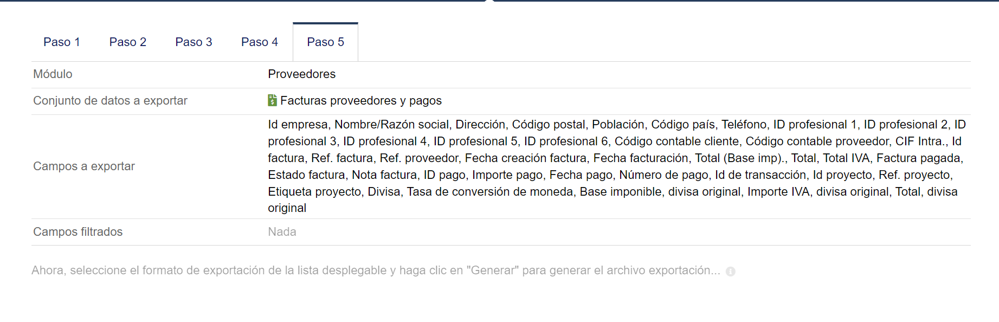 Paso 1 Paso 2 Paso 3 Paso 4 Paso 5
Módulo Proveedores
Conjunto de datos a exportar Facturas proveedores y pagos
Campos a exportar
Id empresa, Nombre/Razón social, Dirección, Código postal, Población, Código país, Teléfono, ID profesional 1, ID profesional 2, ID
profesional 3, ID profesional 4, ID profesional 5, ID profesional 6, Código contable cliente, Código contable proveedor, CIF Intra., Id
factura, Ref. factura, Ref. proveedor, Fecha creación factura, Fecha facturación, Total (Base imp)., Total, Total IVA, Factura pagada,
Estado factura, Nota factura, ID pago, Importe pago, Fecha pago, Número de pago, Id de transacción, Id proyecto, Ref. proyecto,
Etiqueta proyecto, Divisa, Tasa de conversión de moneda, Base imponible, divisa original, Importe IVA, divisa original, Total, divisa
original
Campos filtrados Nada
Ahora, seleccione el formato de exportación de la lista desplegable y haga clic en "Generar" para generar el archivo exportación...